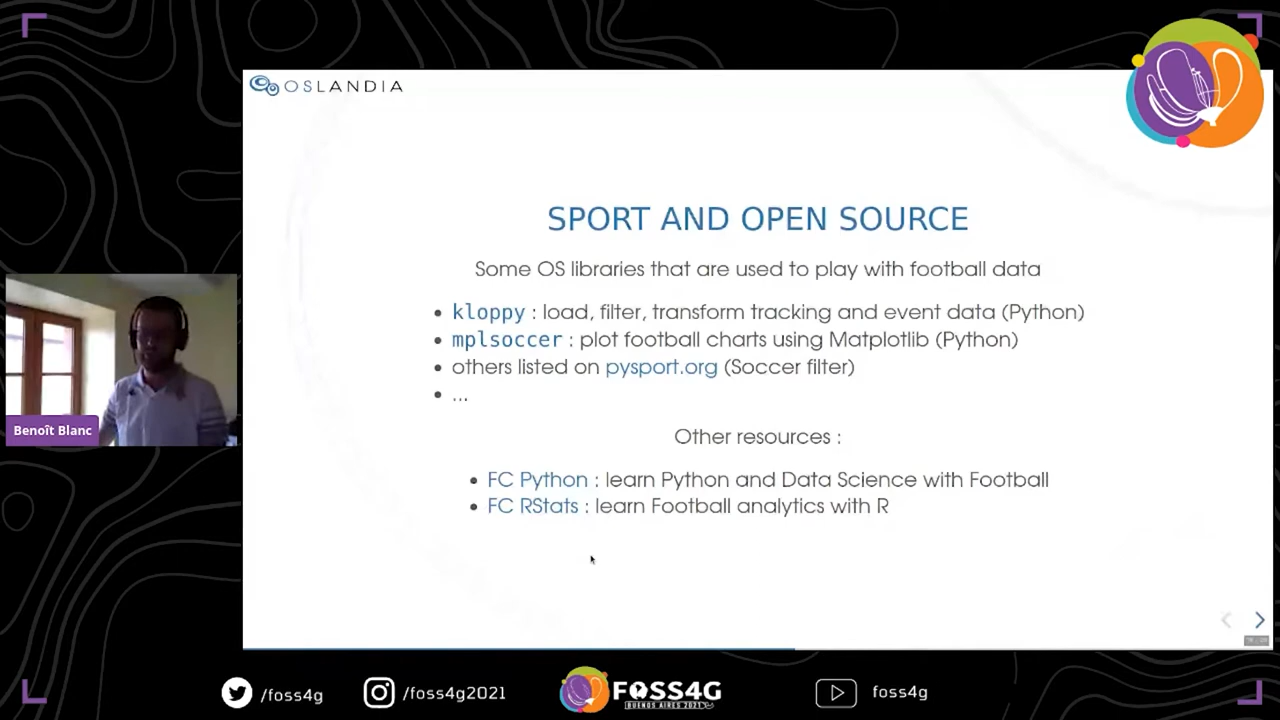 OSLANDIA
SPORT AND OPEN SOURCE
Some OS libraries that are used to play with football data
kloppy : load, filter, transform tracking and event data (Python)
mplsoccer : plot football charts using Matplotlib (Python)
others listed on pysport.org (Soccer filter)
...
Other resources :
FC Python : learn Python and Data Science with Football
FC RStats : learn Football analytics with R
Benoît Blanc
/foss4g
/foss4g2021
FOSS4G
BUENOS AIRES 2021
foss4g